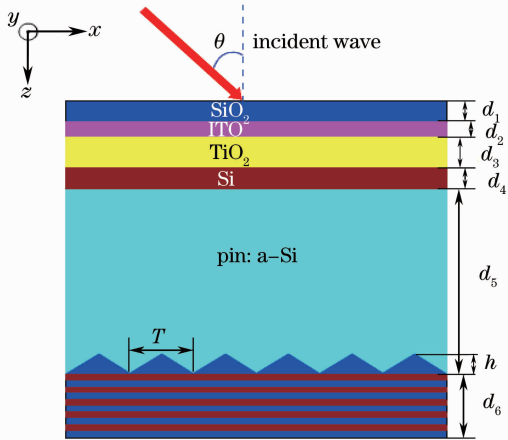 y
x
z
θ
incident wave
SiO₂
d₁
ITO
d₂
TiO₂
d₃
Si
d₄
pin: a-Si
d₅
T
h
d₆